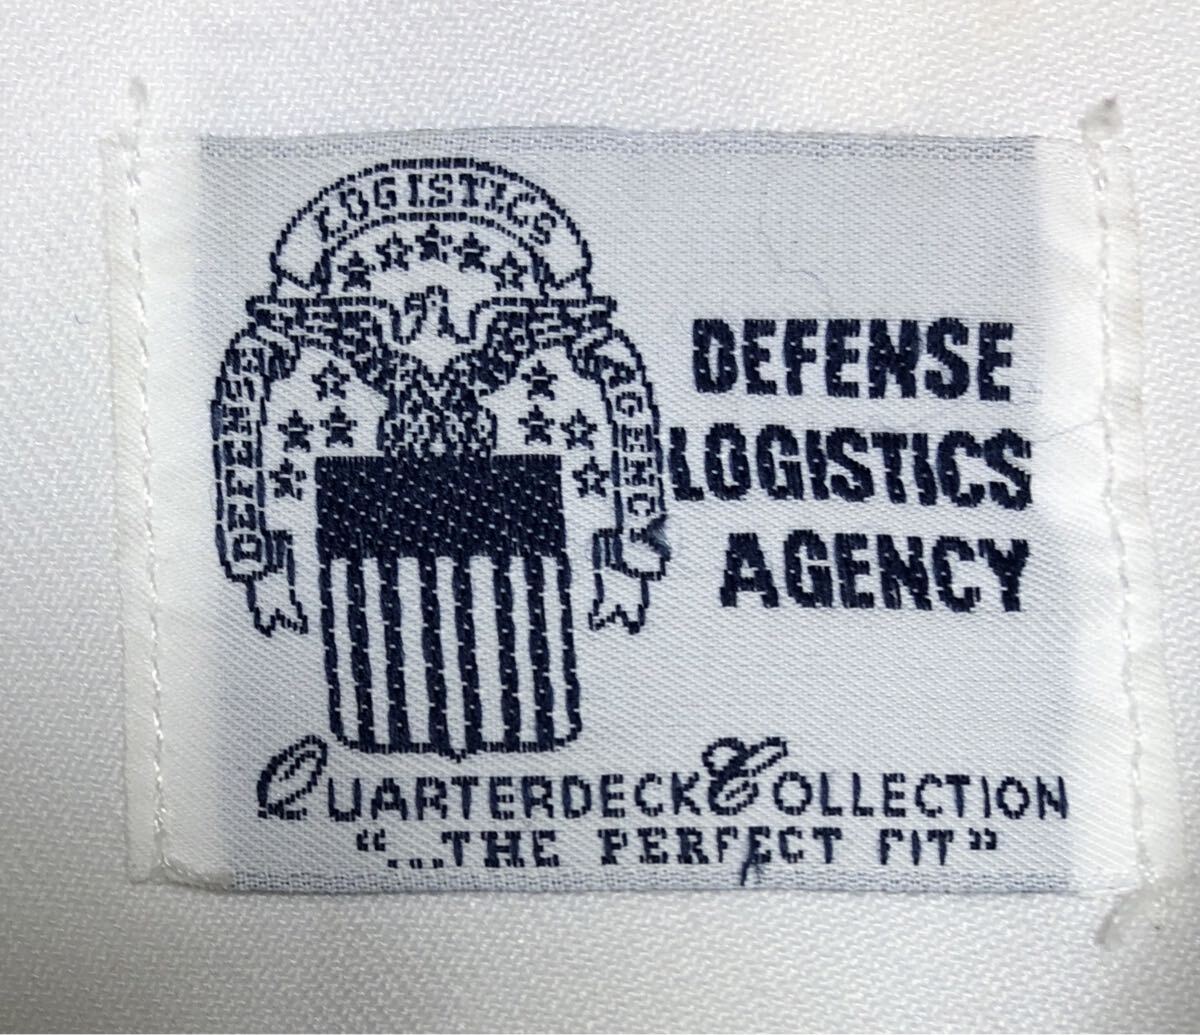 LOGISTICS
DEFENSE
AGENCY
DEFENSE
LOGISTICS
AGENCY
QUARTERDECK COLLECTION
“...THE PERFECT FIT”